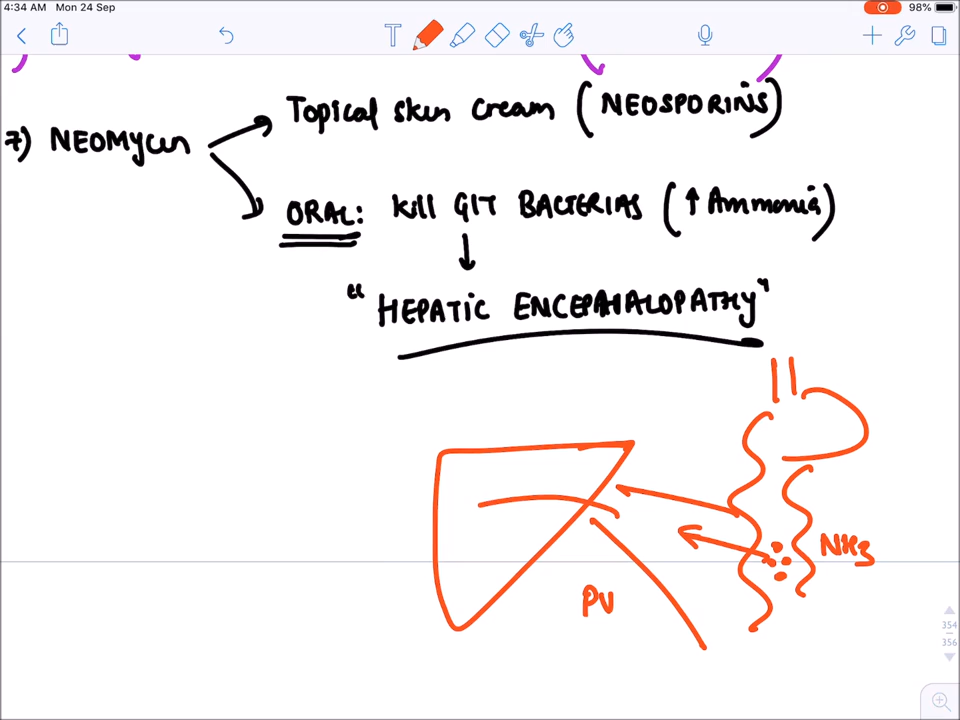 4:34 AM Mon 24 Sep
98%
T
Topical skin cream (NEOSPORINS)
7) NEOMycin
ORAL: Kill GIT BACTERIAS (↑ Ammonia)
"HEPATIC ENCEPHALOPATHY"
NH3
PV
354
356